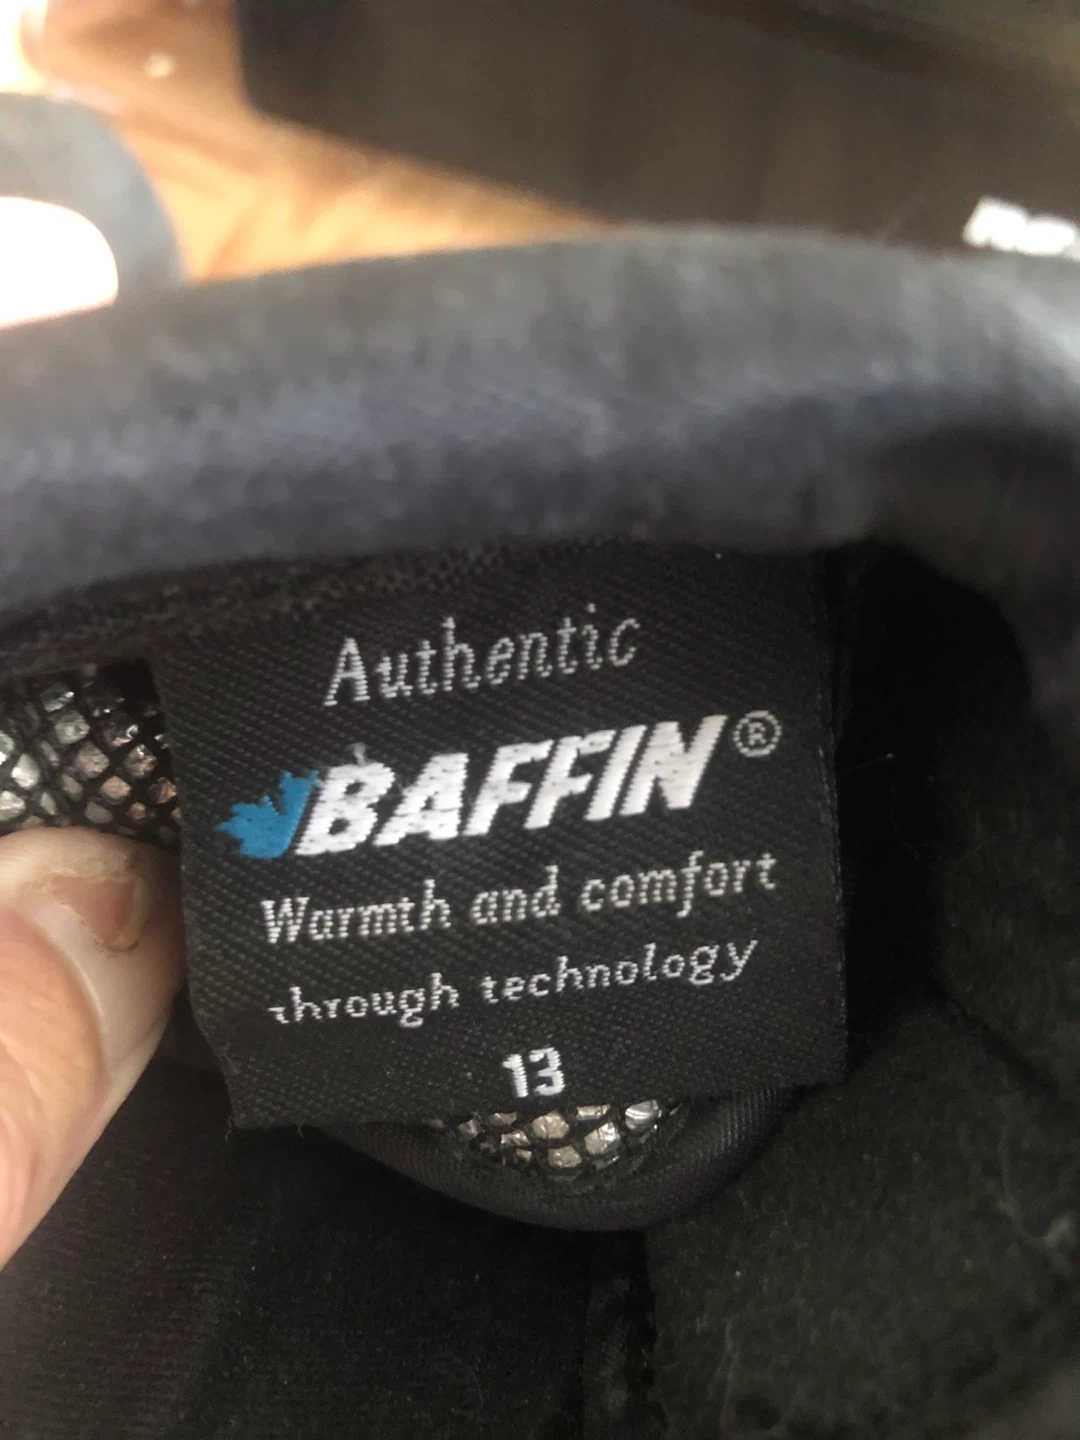 Authentic
BAFFIN®
Warmth and comfort
through technology
13